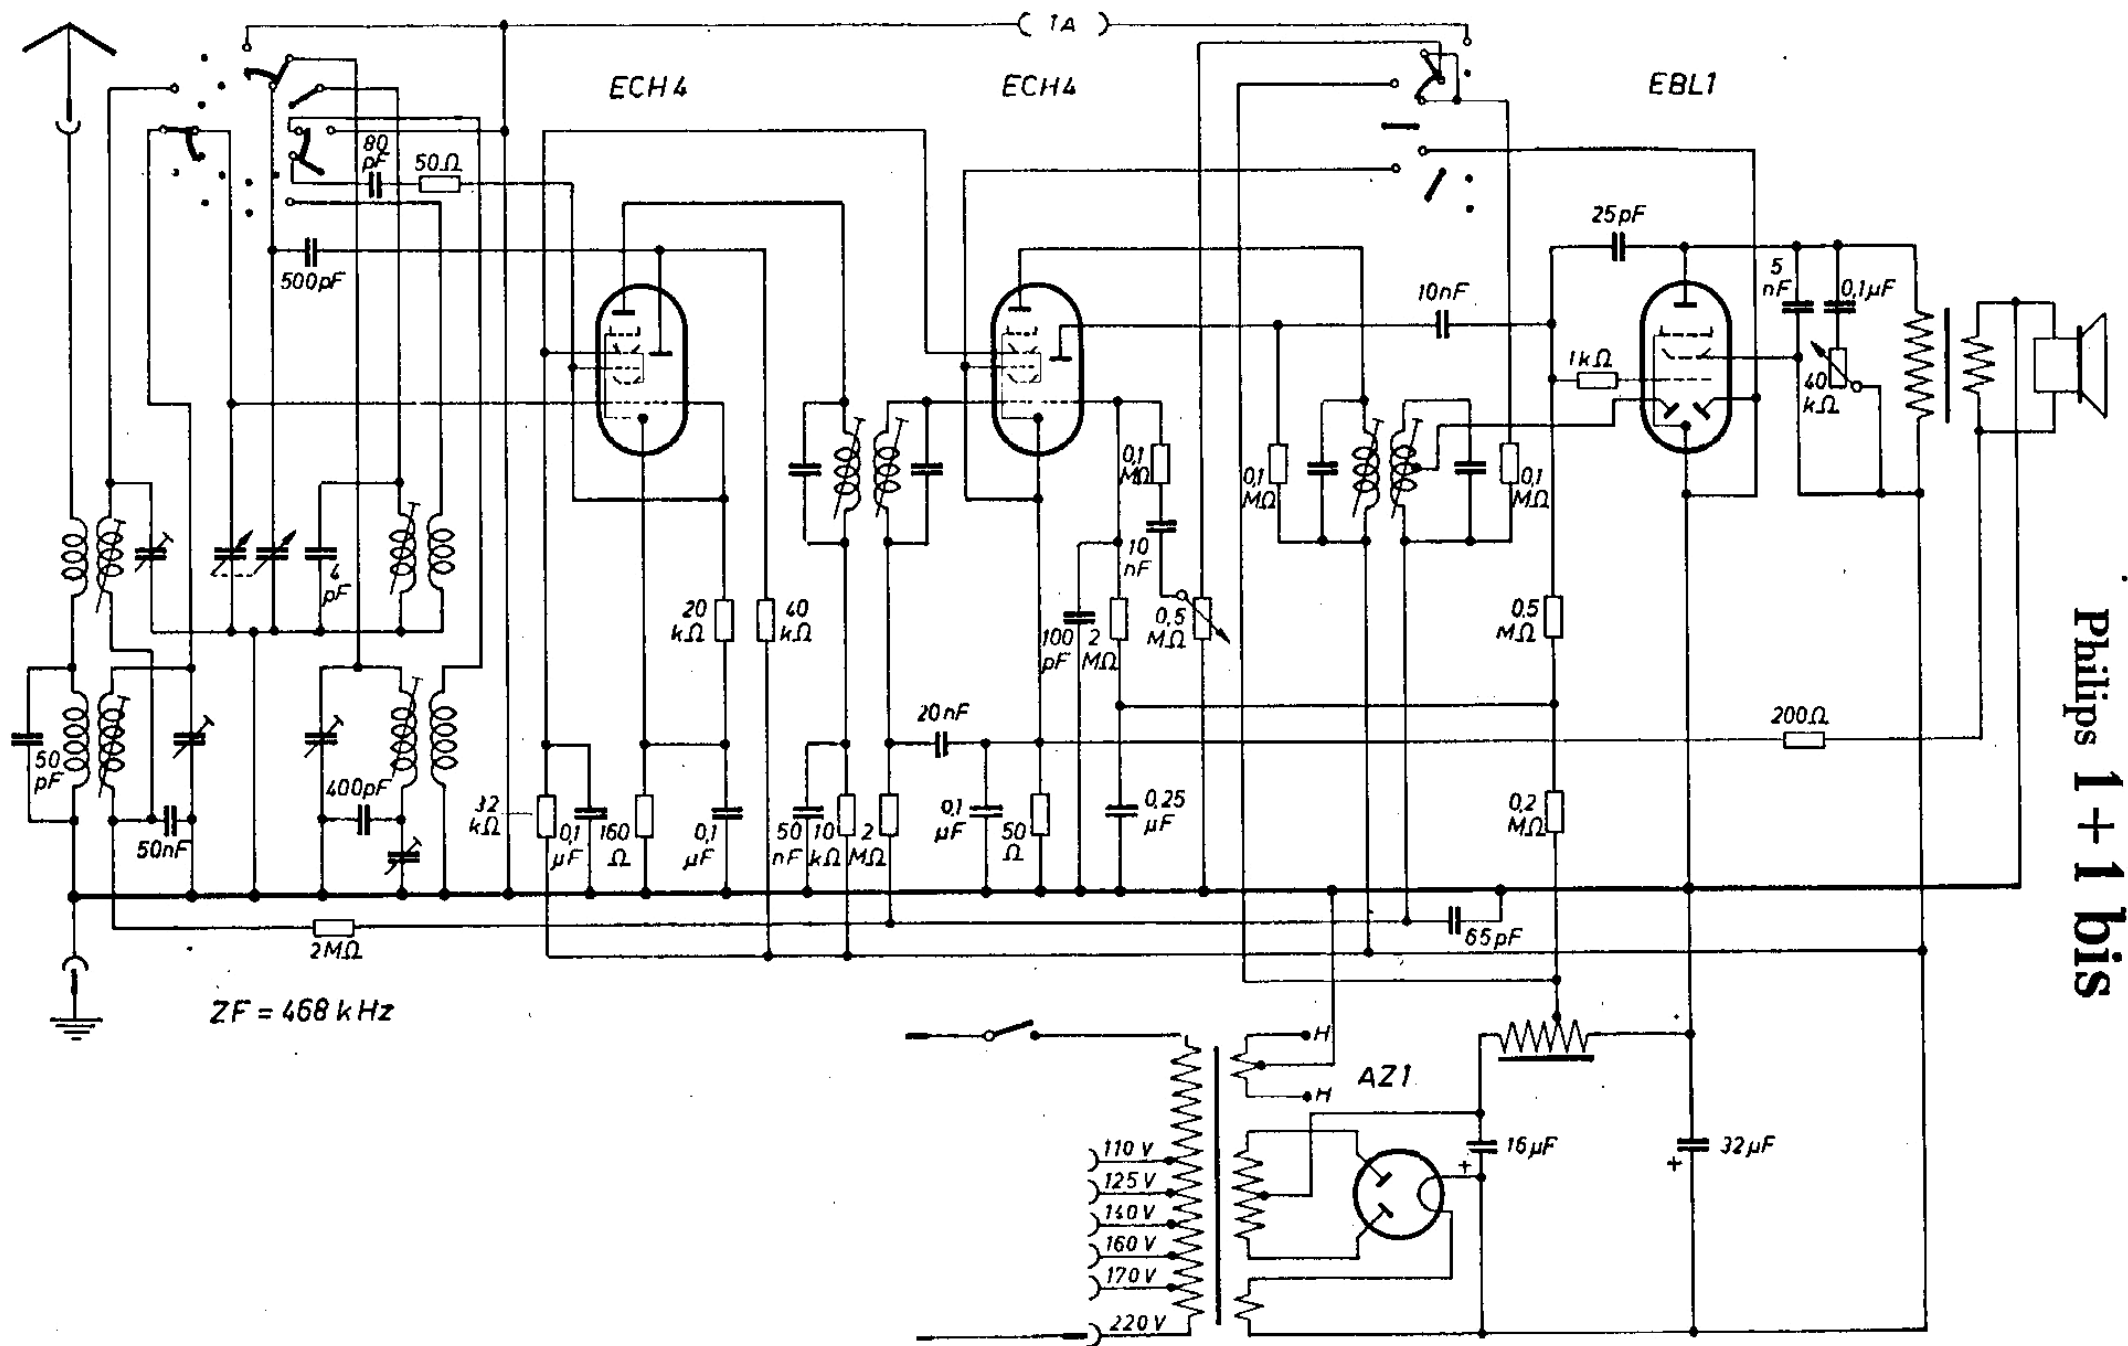 ( 1A )
ECH4
ECH4
EBL1
80
pF
50Ω
25pF
500pF
10nF
5
nF
0,1µF
1kΩ
40
kΩ
0,1
MΩ
0,1
MΩ
0,1
MΩ
10
nF
4
pF
20
kΩ
40
kΩ
100
pF
2
MΩ
0,5
MΩ
0,5
MΩ
20nF
200Ω
50
pF
400pF
50nF
32
kΩ
0,1
µF
160
Ω
0,1
µF
50
nF
10
kΩ
2
MΩ
0,1
µF
50
Ω
0,25
µF
0,2
MΩ
2MΩ
65pF
ZF = 468 kHz
H
H
AZ1
110 V
125 V
140 V
160 V
170 V
220 V
+
16µF
+
32µF
Philips 1+1 bis